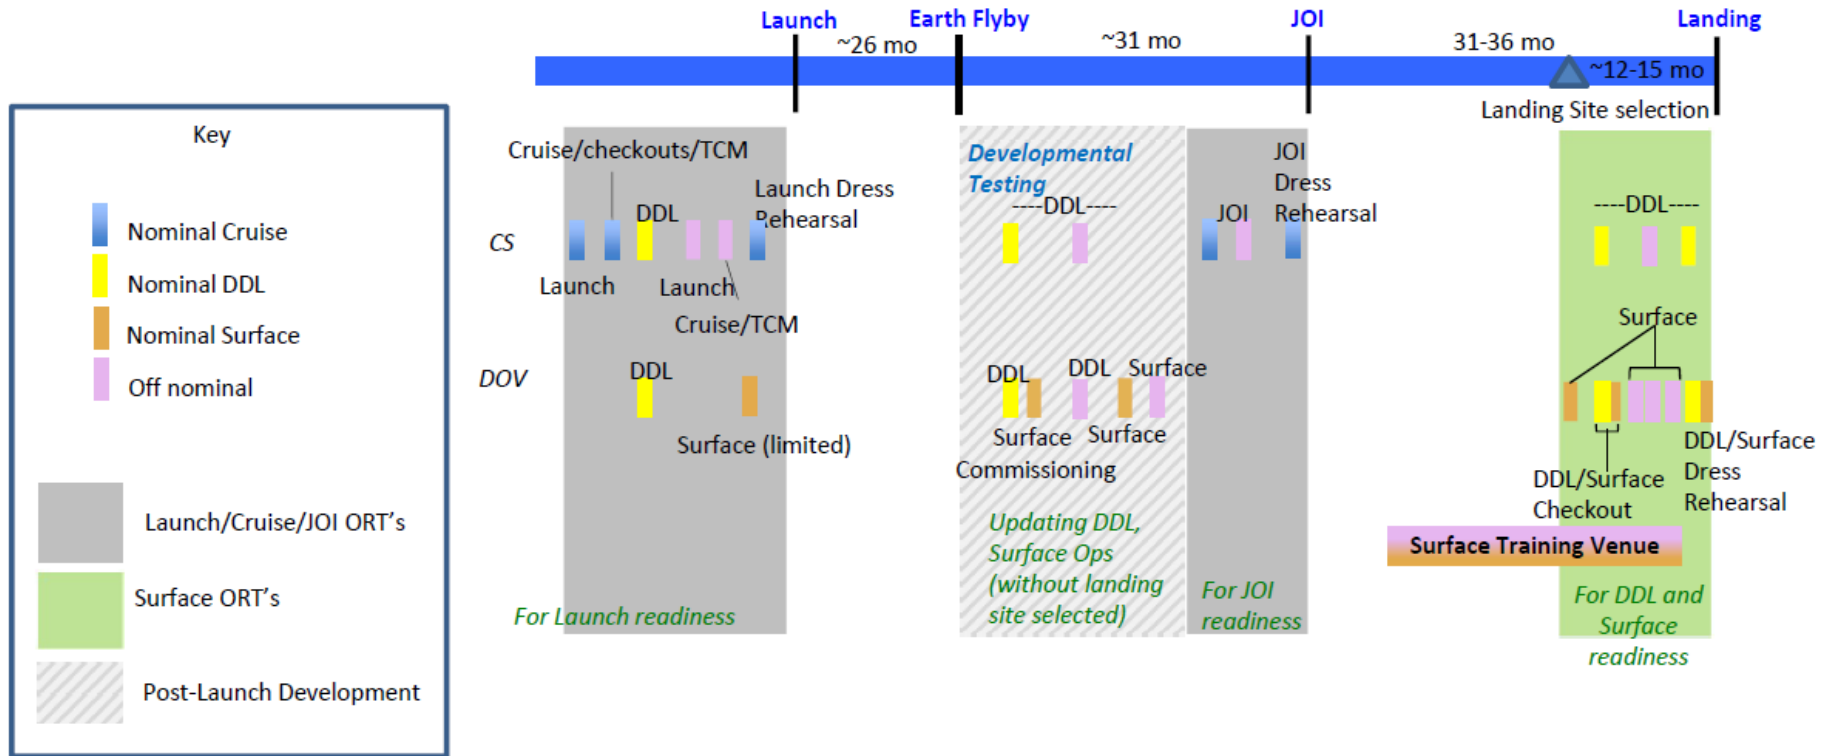 Launch
Earth Flyby
JOI
Landing
~26 mo
~31 mo
31-36 mo
~12-15 mo
Landing Site selection
Key
Nominal Cruise
Nominal DDL
Nominal Surface
Off nominal
Launch/Cruise/JOI ORT's
Surface ORT's
Post-Launch Development
CS
DOV
Cruise/checkouts/TCM
Launch Dress
Rehearsal
DDL
Launch
Launch
Cruise/TCM
DDL
Surface (limited)
For Launch readiness
Developmental
Testing
----DDL----
DDL
DDL
Surface
Surface
Surface
Commissioning
Updating DDL,
Surface Ops
(without landing
site selected)
JOI
Dress
Rehearsal
JOI
For JOI
readiness
----DDL----
Surface
DDL/Surface
Checkout
DDL/Surface
Dress
Rehearsal
Surface Training Venue
For DDL and
Surface
readiness